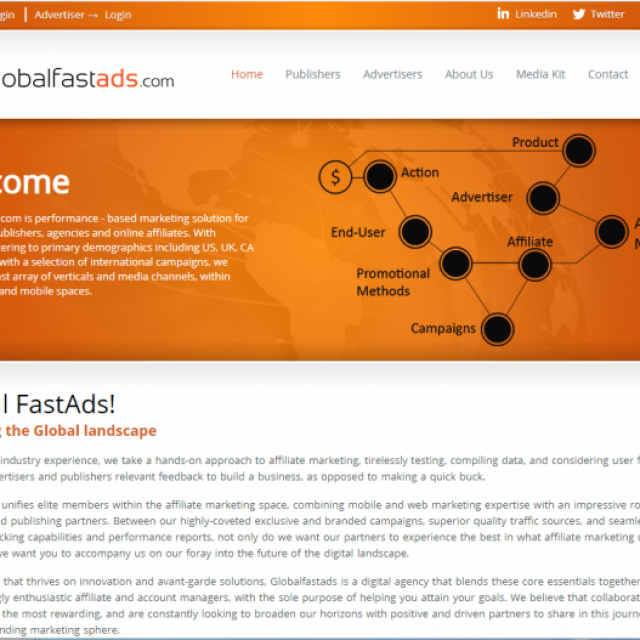 Advertiser → Login
Linkedin
Twitter
obalfastads.com
Home
Publishers
Advertisers
About Us
Media Kit
Contact
come
.com is performance - based marketing solution for
ublishers, agencies and online affiliates. With
tering to primary demographics including US, UK, CA
with a selection of international campaigns, we
ast array of verticals and media channels, within
and mobile spaces.
$
Action
Product
Advertiser
End-User
Affiliate
Promotional
Methods
Campaigns
l FastAds!
g the Global landscape
industry experience, we take a hands-on approach to affiliate marketing, tirelessly testing, compiling data, and considering user f
ertisers and publishers relevant feedback to build a business, as opposed to making a quick buck.
unifies elite members within the affiliate marketing space, combining mobile and web marketing expertise with an impressive ro
d publishing partners. Between our highly-coveted exclusive and branded campaigns, superior quality traffic sources, and seamle
cking capabilities and performance reports, not only do we want our partners to experience the best in what affiliate marketing
we want you to accompany us on our foray into the future of the digital landscape.
that thrives on innovation and avant-garde solutions, Globalfastads is a digital agency that blends these core essentials together
gly enthusiastic affiliate and account managers, with the sole purpose of helping you attain your goals. We believe that collaborat
the most rewarding, and are constantly looking to broaden our horizons with positive and driven partners to share in this journe
nding marketing sphere.